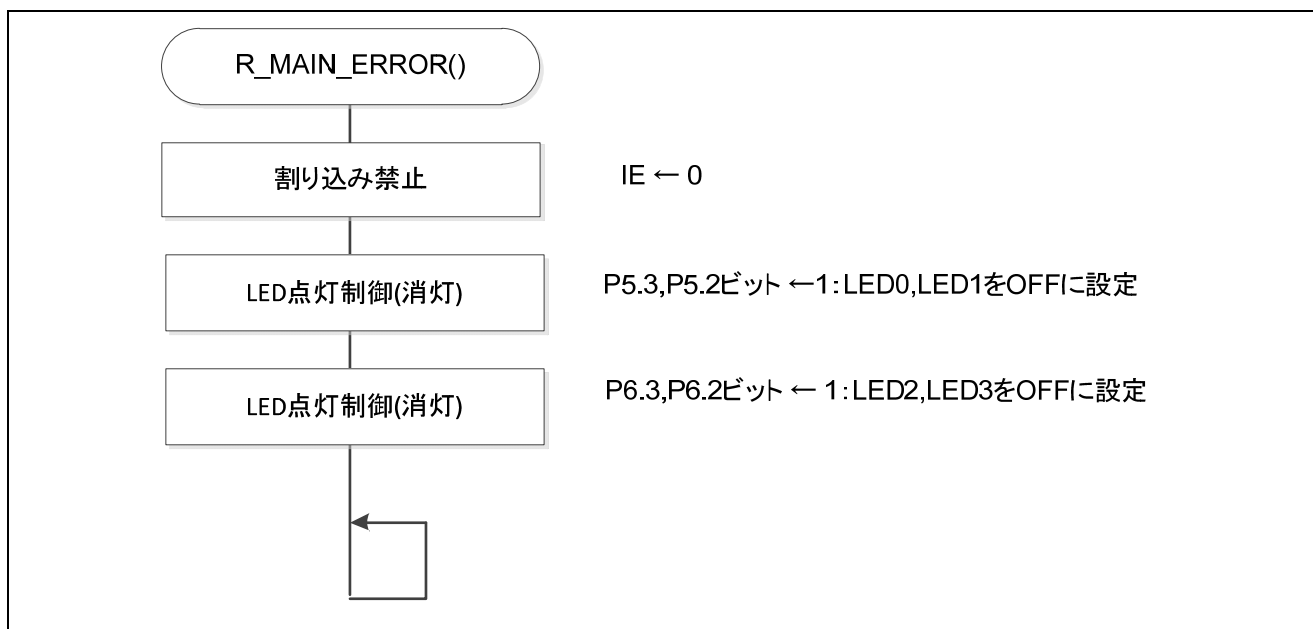 R_MAIN_ERROR()
割り込み禁止
IE ← 0
LED点灯制御(消灯)
P5.3,P5.2ビット ←1:LED0,LED1をOFFに設定
LED点灯制御(消灯)
P6.3,P6.2ビット ← 1:LED2,LED3をOFFに設定